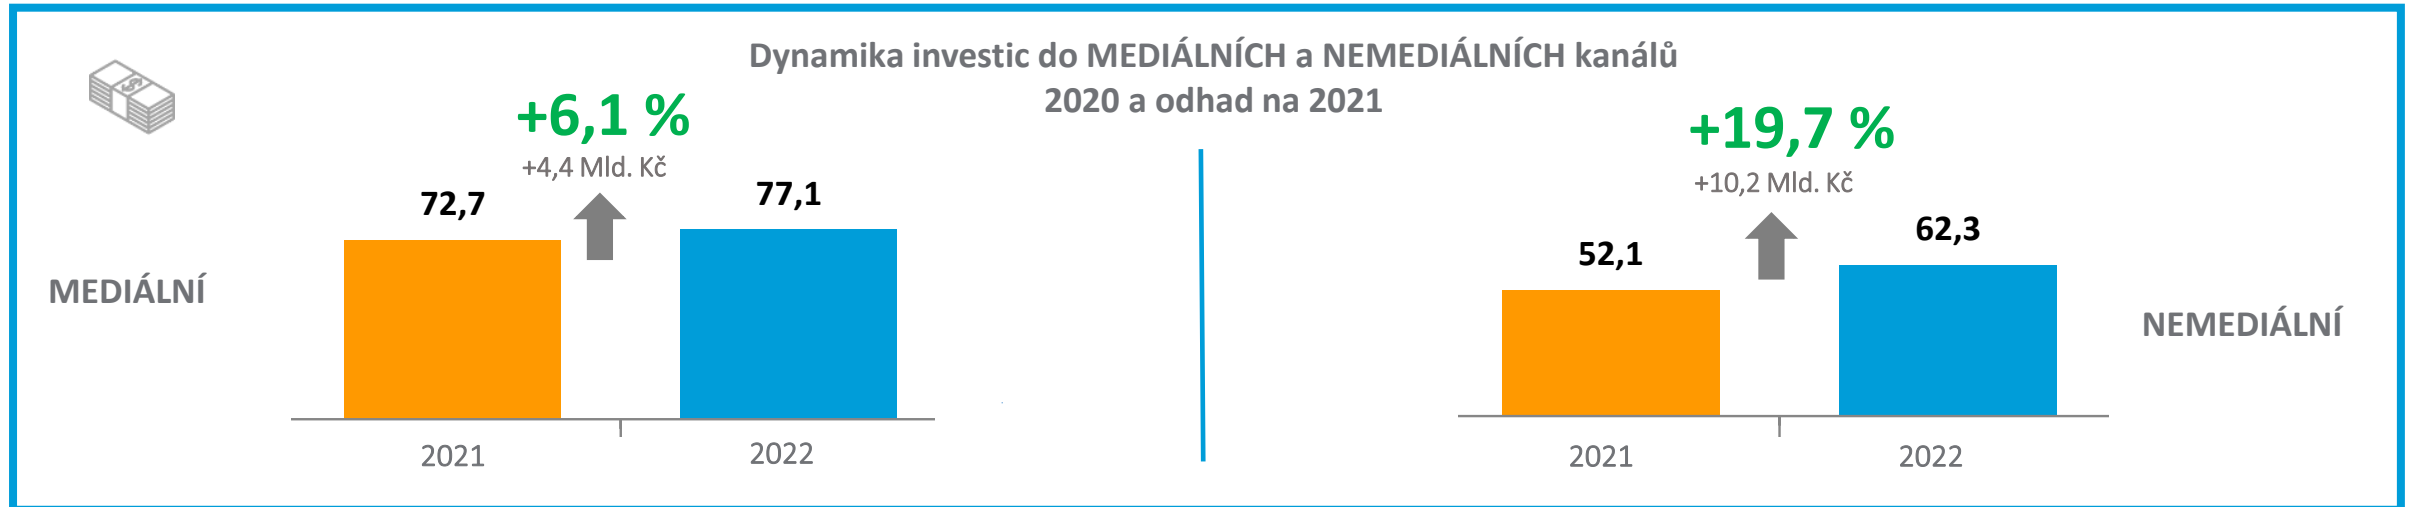 Dynamika investic do MEDIÁLNÍCH a NEMEDIÁLNÍCH kanálů
2020 a odhad na 2021
+6,1 %
+4,4 Mld. Kč
72,7
77,1
MEDIÁLNÍ
2021
2022
+19,7 %
+10,2 Mld. Kč
52,1
62,3
NEMEDIÁLNÍ
2021
2022